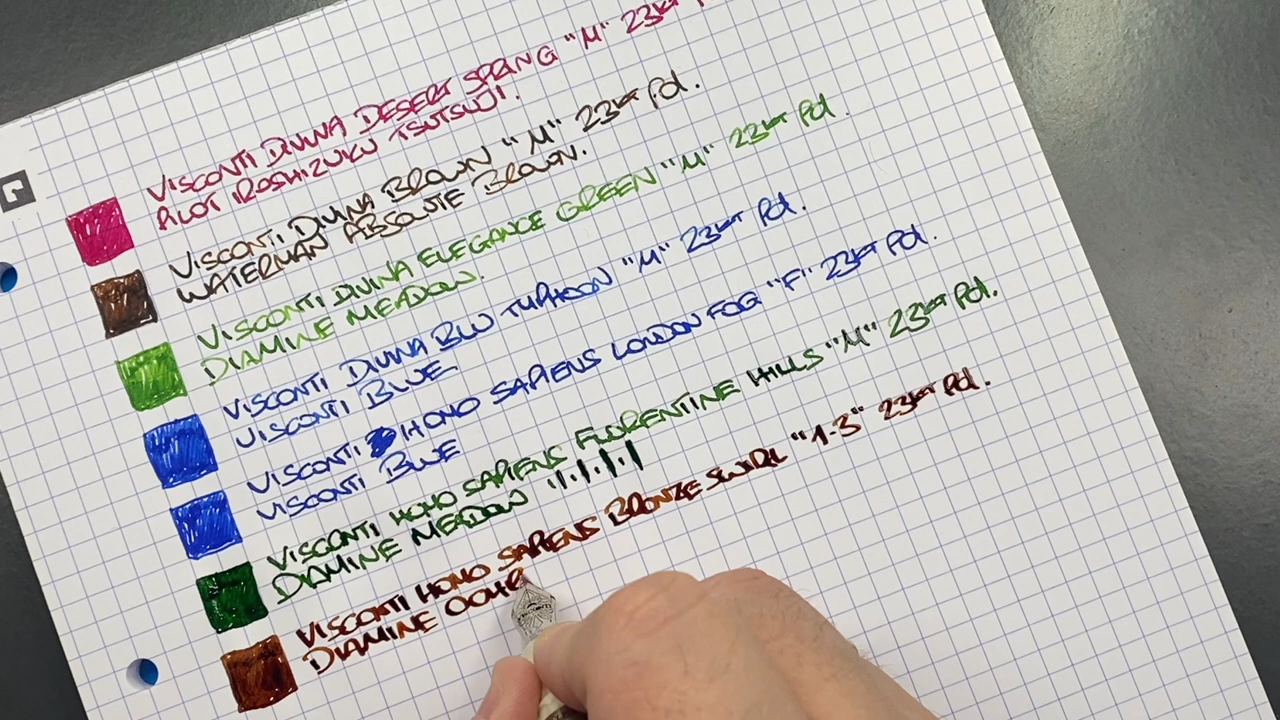 VISCONTI DIVINA DESERT SPRING "M" 23kt
PILOT IROSHIZUKU TSUTSUJI.
VISCONTI DIVINA BROWN "M" 23kt Pd.
WATERMAN ABSOLUTE BROWN.
VISCONTI DIVINA ELEGANCE GREEN "M" 23kt Pd.
DIAMINE MEADOW.
VISCONTI DIVINA BLU TYPHOON "M" 23kt Pd.
VISCONTI BLUE.
VISCONTI HOMO SAPIENS LONDON FOG "F" 23kt Pd.
VISCONTI BLUE
VISCONTI HOMO SAPIENS FLORENTINE HILLS "M" 23kt Pd.
DIAMINE MEADOW
VISCONTI HOMO SAPIENS BRONZE SWIRL "1.3" 23kt Pd.
DIAMINE OCHR